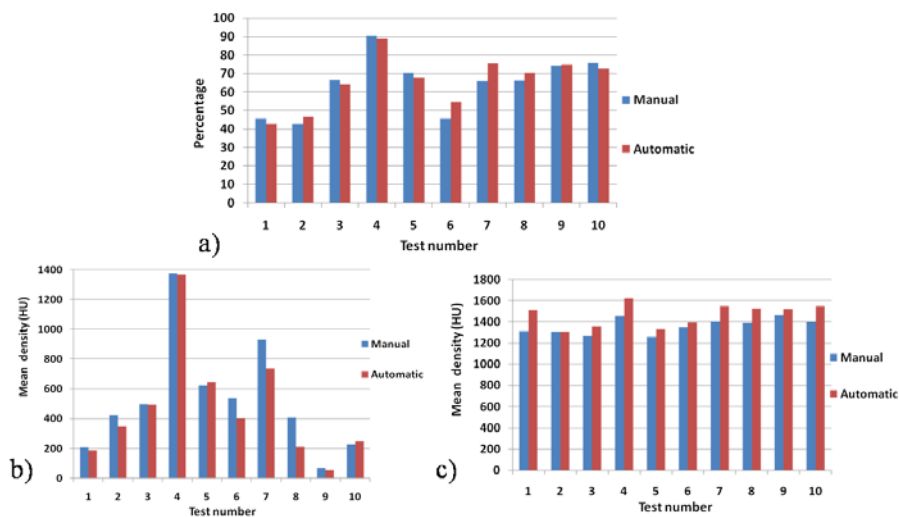 100
90
80
70
60
50
40
30
20
10
0
Percentage
1 2 3 4 5 6 7 8 9 10
Test number
Manual
Automatic
a)
1400
1200
1000
800
600
400
200
0
Mean density (HU)
1 2 3 4 5 6 7 8 9 10
Test number
Manual
Automatic
b)
1800
1600
1400
1200
1000
800
600
400
200
0
Mean density (HU)
1 2 3 4 5 6 7 8 9 10
Test number
Manual
Automatic
c)